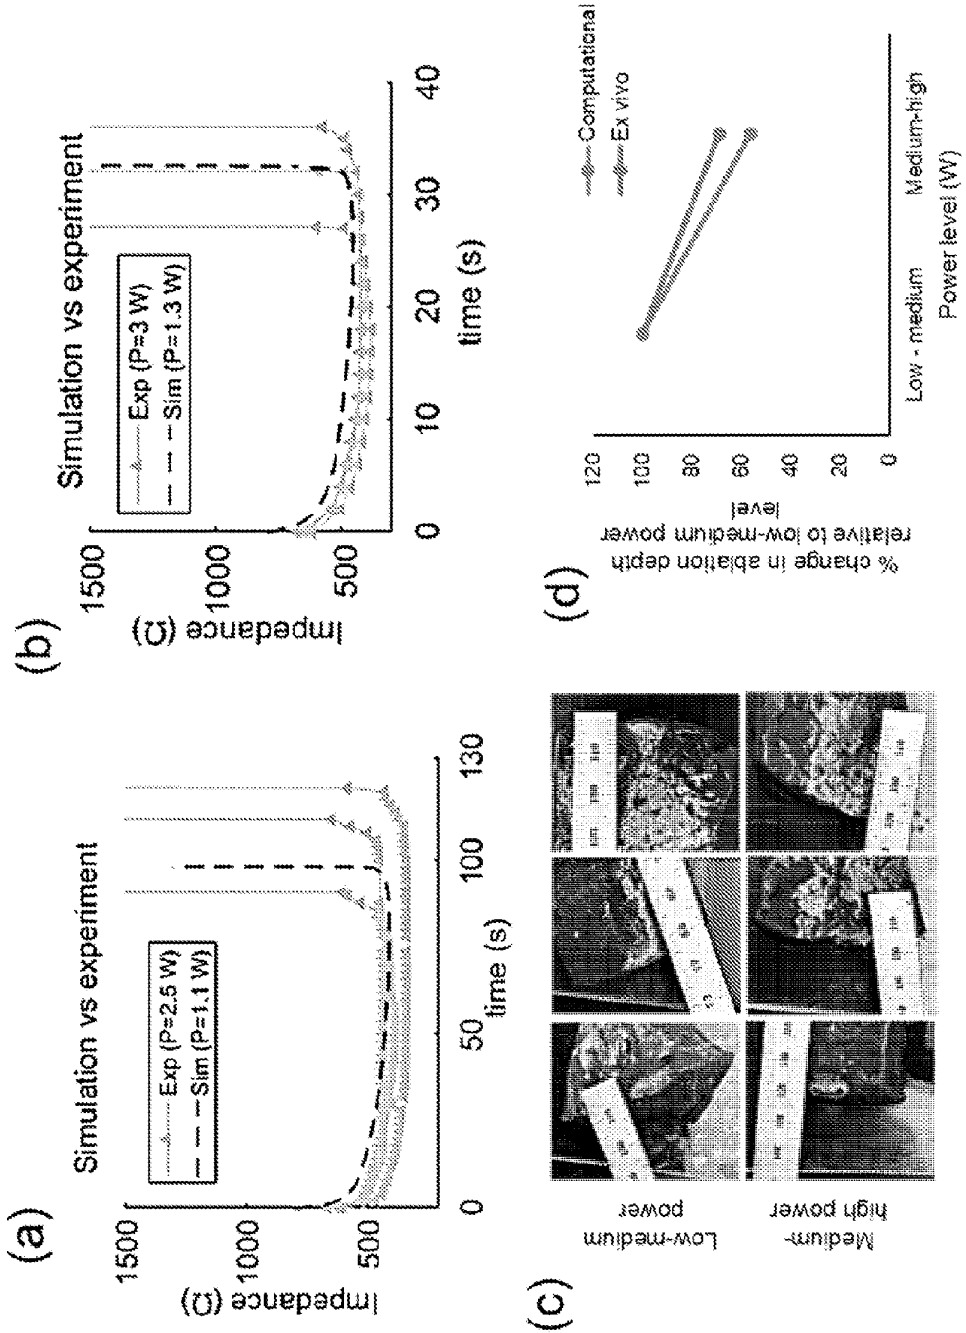 (a)
Simulation vs experiment
Exp (P=2.5 W)
Sim (P=1.1 W)
1500
1000
500
Impedance (Ω)
0
50
100
130
time (s)
(b)
Simulation vs experiment
Exp (P=3 W)
Sim (P=1.3 W)
1500
1000
500
Impedance (Ω)
0
10
20
30
40
time (s)
(c)
Low-medium
power
Medium-
high power
(d)
Computational
Ex vivo
120
100
80
60
40
20
0
% change in ablation depth
relative to low-medium power
level
Low - medium
Medium-high
Power level (W)